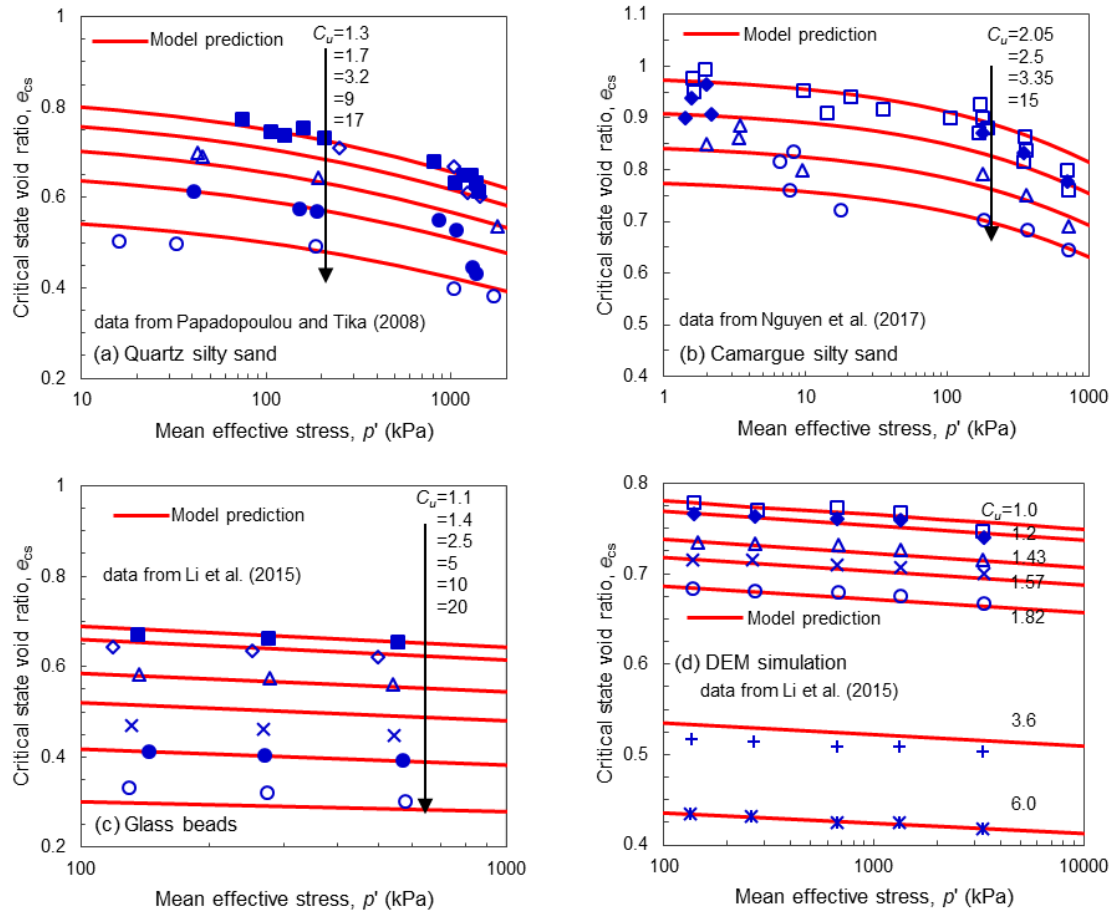 Critical state void ratio, ecs
1
0.8
0.6
0.4
0.2
Model prediction
Cu=1.3
=1.7
=3.2
=9
=17
data from Papadopoulou and Tika (2008)
(a) Quartz silty sand
10
100
1000
Mean effective stress, p' (kPa)
Critical state void ratio, ecs
1.1
1
0.9
0.8
0.7
0.6
0.5
0.4
Model prediction
Cu=2.05
=2.5
=3.35
=15
data from Nguyen et al. (2017)
(b) Camargue silty sand
1
10
100
1000
Mean effective stress, p' (kPa)
Critical state void ratio, ecs
1
0.8
0.6
0.4
0.2
Model prediction
Cu=1.1
=1.4
=2.5
=5
=10
=20
data from Li et al. (2015)
(c) Glass beads
100
1000
Mean effective stress, p' (kPa)
Critical state void ratio, ecs
0.8
0.7
0.6
0.5
0.4
Cu=1.0
1.2
1.43
1.57
1.82
Model prediction
(d) DEM simulation
data from Li et al. (2015)
3.6
6.0
100
1000
10000
Mean effective stress, p' (kPa)